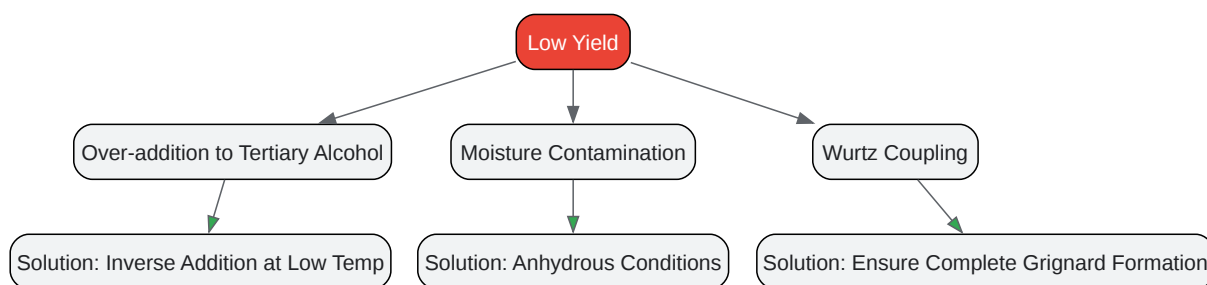 Low Yield
Over-addition to Tertiary Alcohol
Moisture Contamination
Wurtz Coupling
Solution: Inverse Addition at Low Temp
Solution: Anhydrous Conditions
Solution: Ensure Complete Grignard Formation